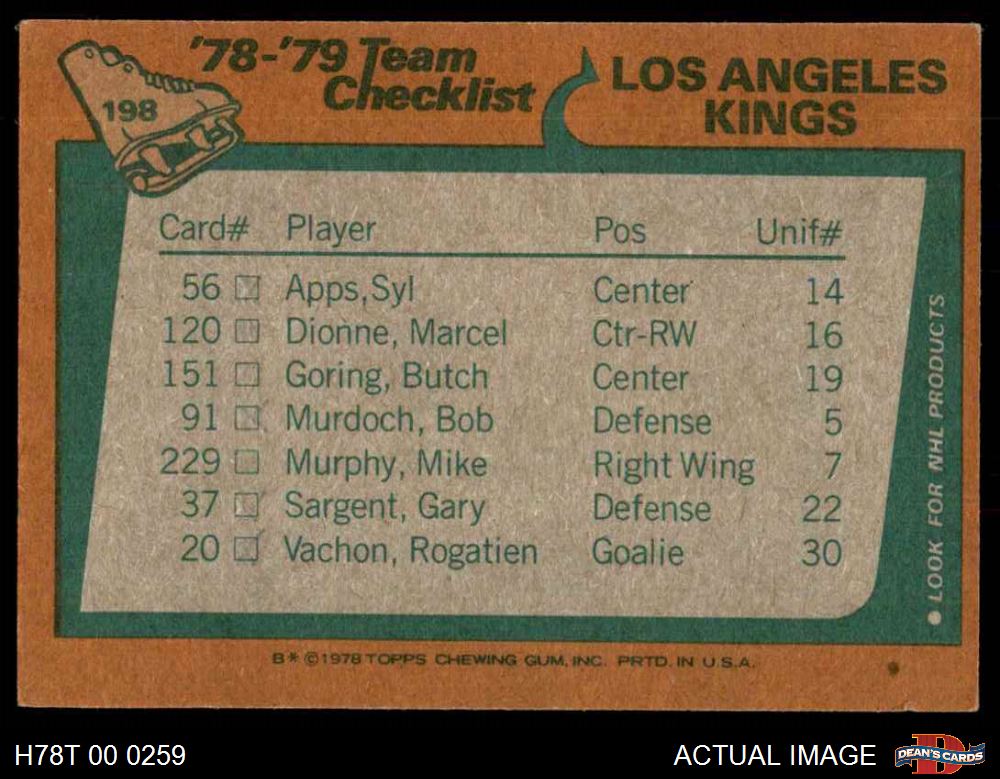 198
'78-'79 Team
Checklist
LOS ANGELES
KINGS
Card# Player Pos Unif#
56 Apps, Syl Center 14
120 Dionne, Marcel Ctr-RW 16
151 Goring, Butch Center 19
91 Murdoch, Bob Defense 5
229 Murphy, Mike Right Wing 7
37 Sargent, Gary Defense 22
20 Vachon, Rogatien Goalie 30
● LOOK FOR NHL PRODUCTS
B* ©1978 TOPPS CHEWING GUM, INC. PRTD. IN U.S.A.
H78T 00 0259
ACTUAL IMAGE
DEAN'S CARDS